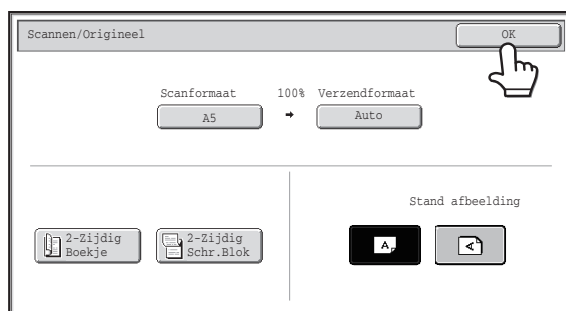 Scannen/Origineel
OK
Scanformaat 100% Verzendformaat
A5 Auto
Stand afbeelding
2-Zijdig
Boekje
2-Zijdig
Schr.Blok
A A